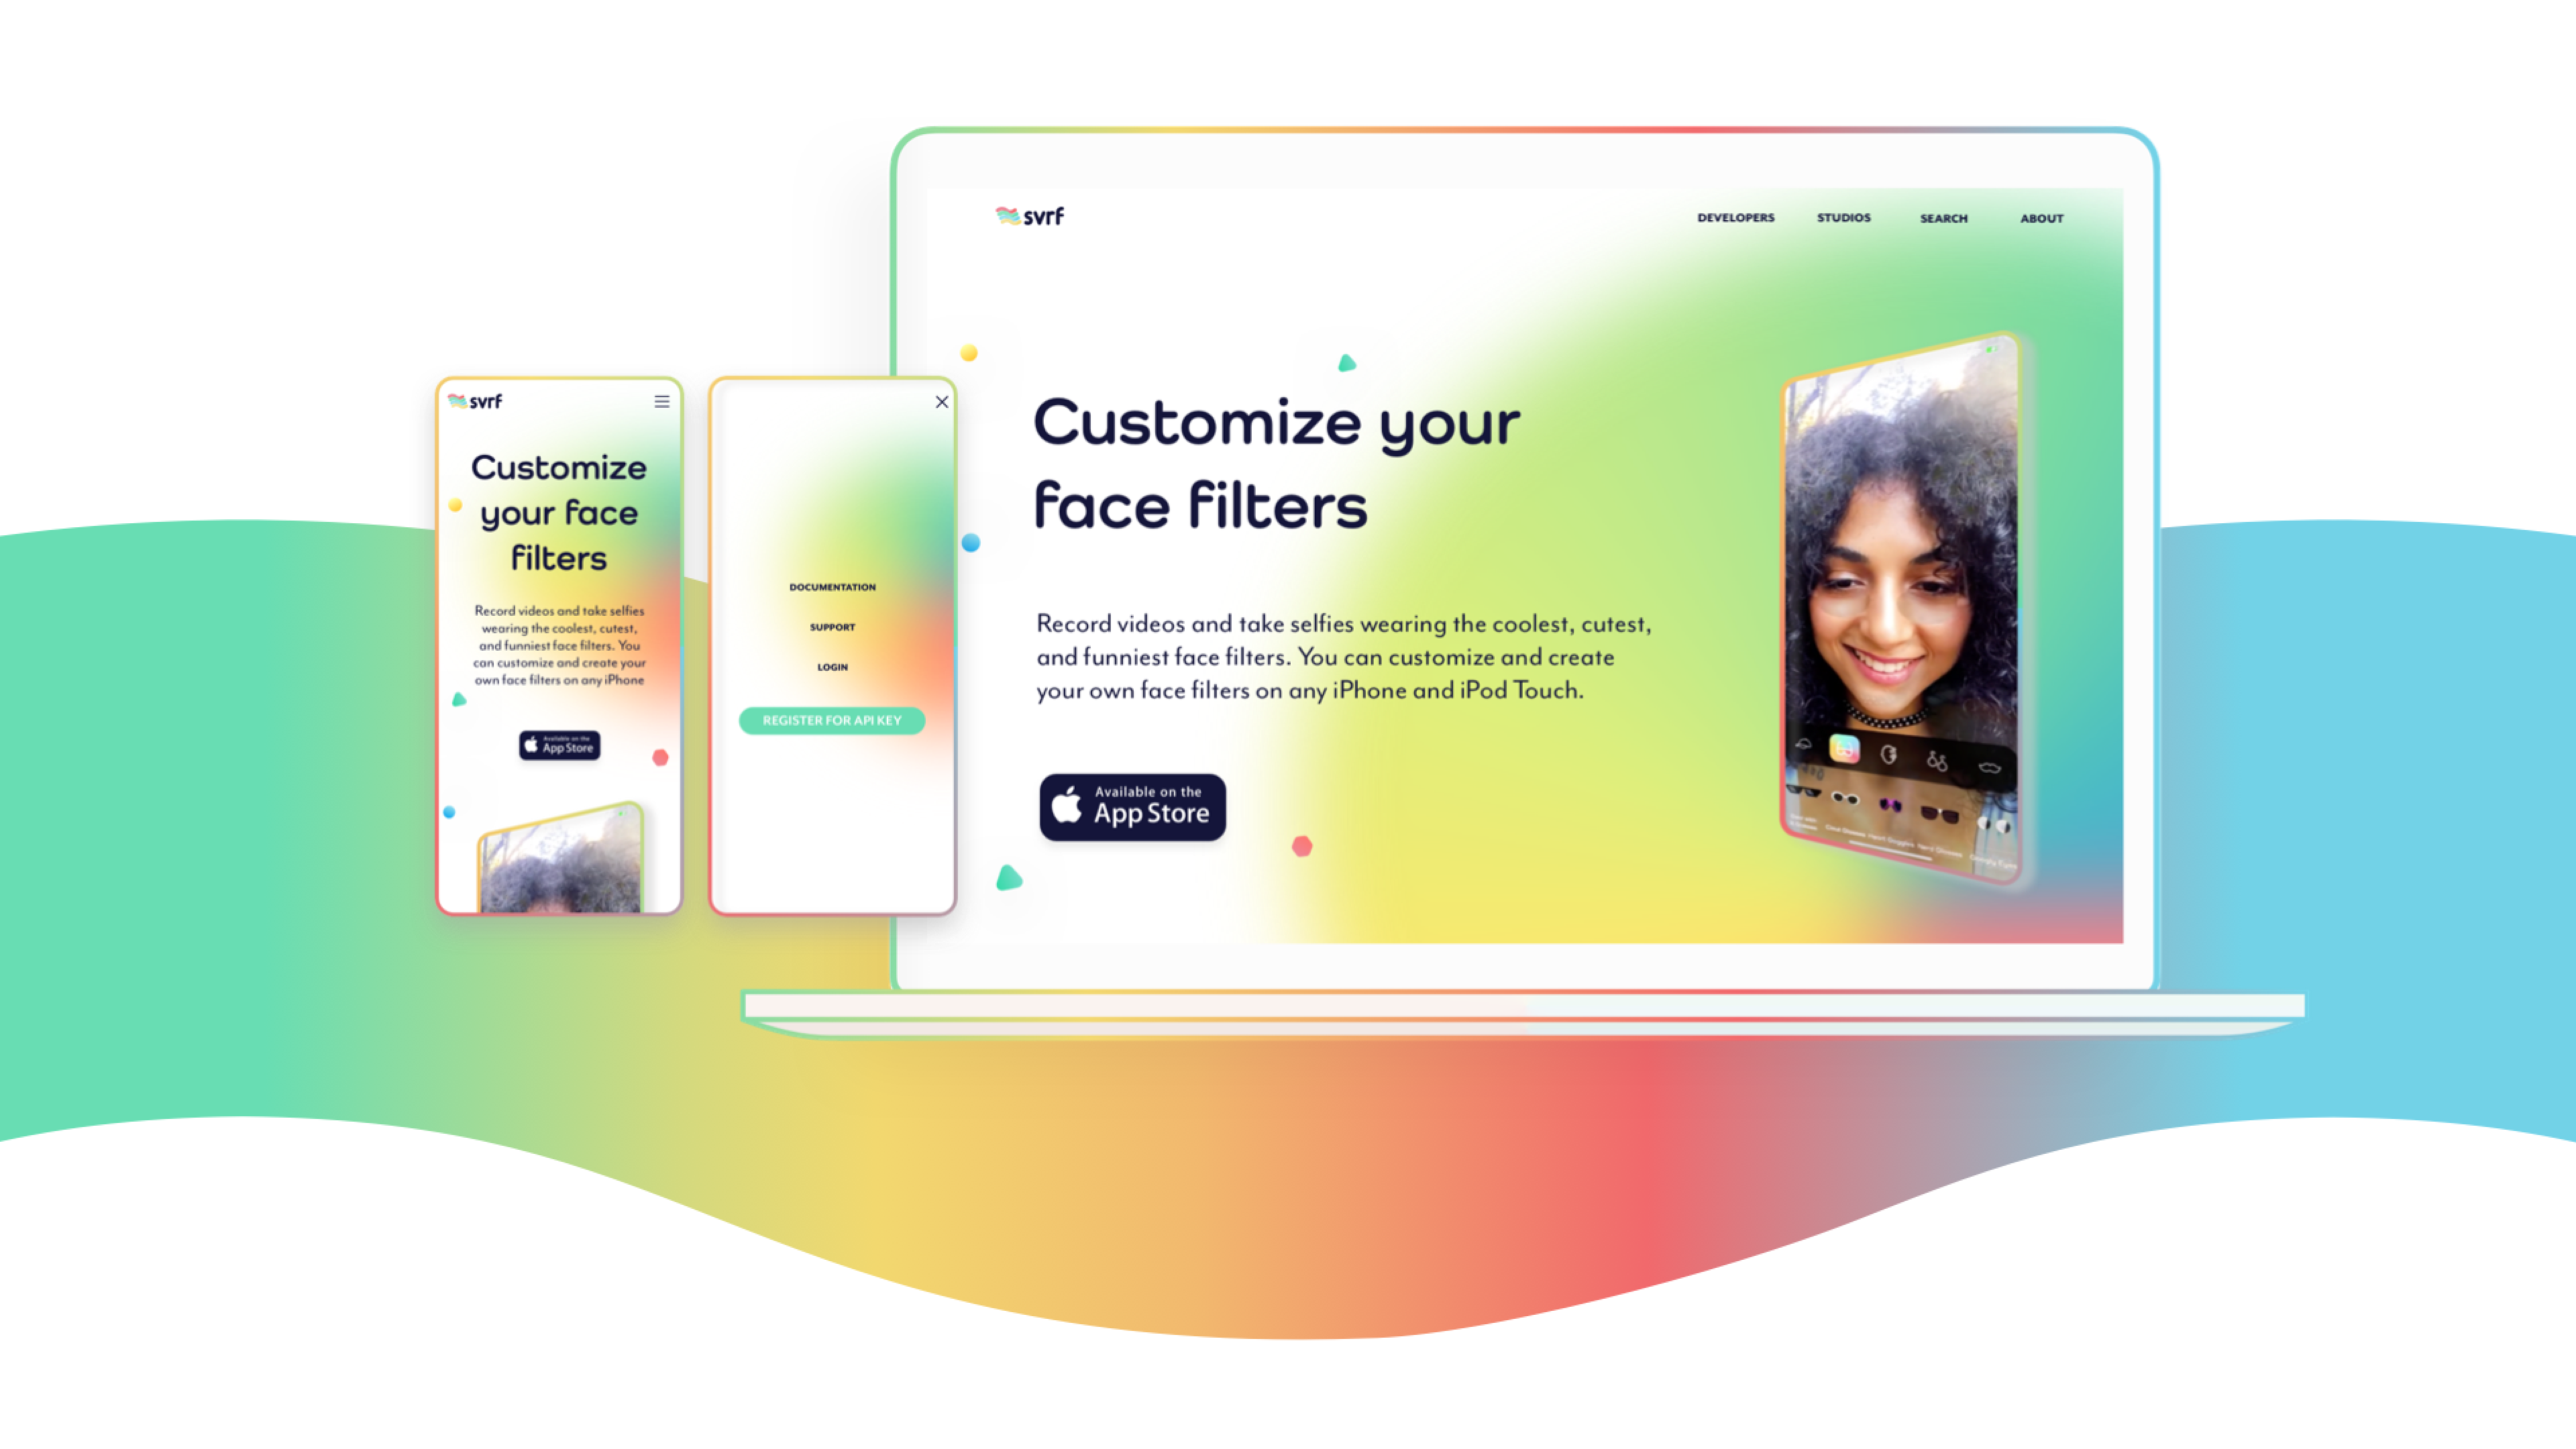 svrf
Customize
your face
filters
Record videos and take selfies
wearing the coolest, cutest,
and funniest face filters. You
can customize and create your
own face filters on any iPhone
Available on the
App Store
DOCUMENTATION
SUPPORT
LOGIN
REGISTER FOR API KEY
svrf
DEVELOPERS STUDIOS SEARCH ABOUT
Customize your
face filters
Record videos and take selfies wearing the coolest, cutest,
and funniest face filters. You can customize and create
your own face filters on any iPhone and iPod Touch.
Available on the
App Store